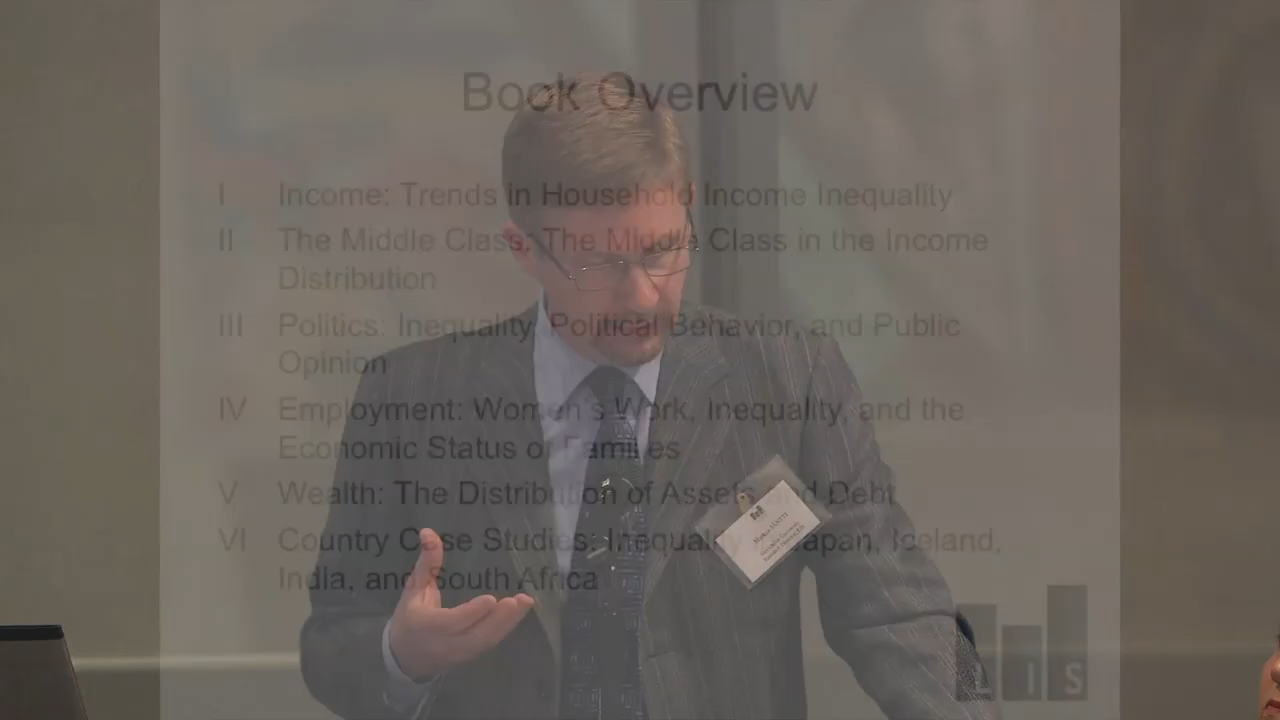 Book Overview
I Income: Trends in Household Income Inequality
II The Middle Class: The Middle Class in the Income
Distribution
III Politics: Inequality, Political Behavior, and Public
Opinion
IV Employment: Women's Work, Inequality, and the
Economic Status of Families
V Wealth: The Distribution of Assets and Debt
VI Country Case Studies: Inequality in Japan, Iceland,
India, and South Africa
LIS